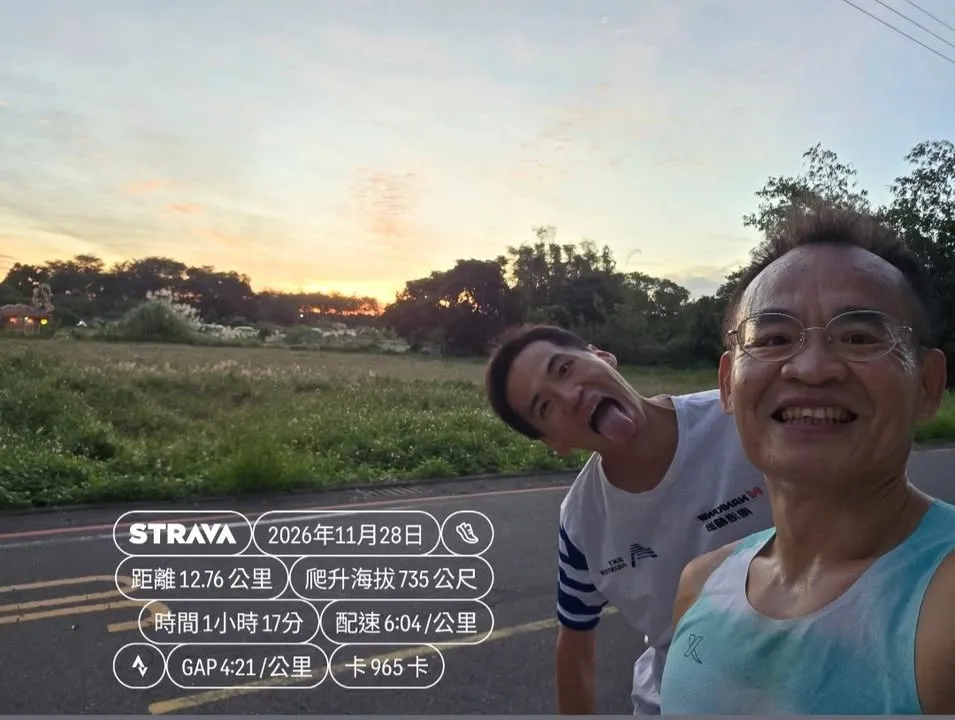 STRAVA 2026年11月28日
距離 12.76 公里 爬升海拔 735 公尺
時間 1小時 17分 配速 6:04 /公里
GAP 4:21 /公里 卡 965 卡